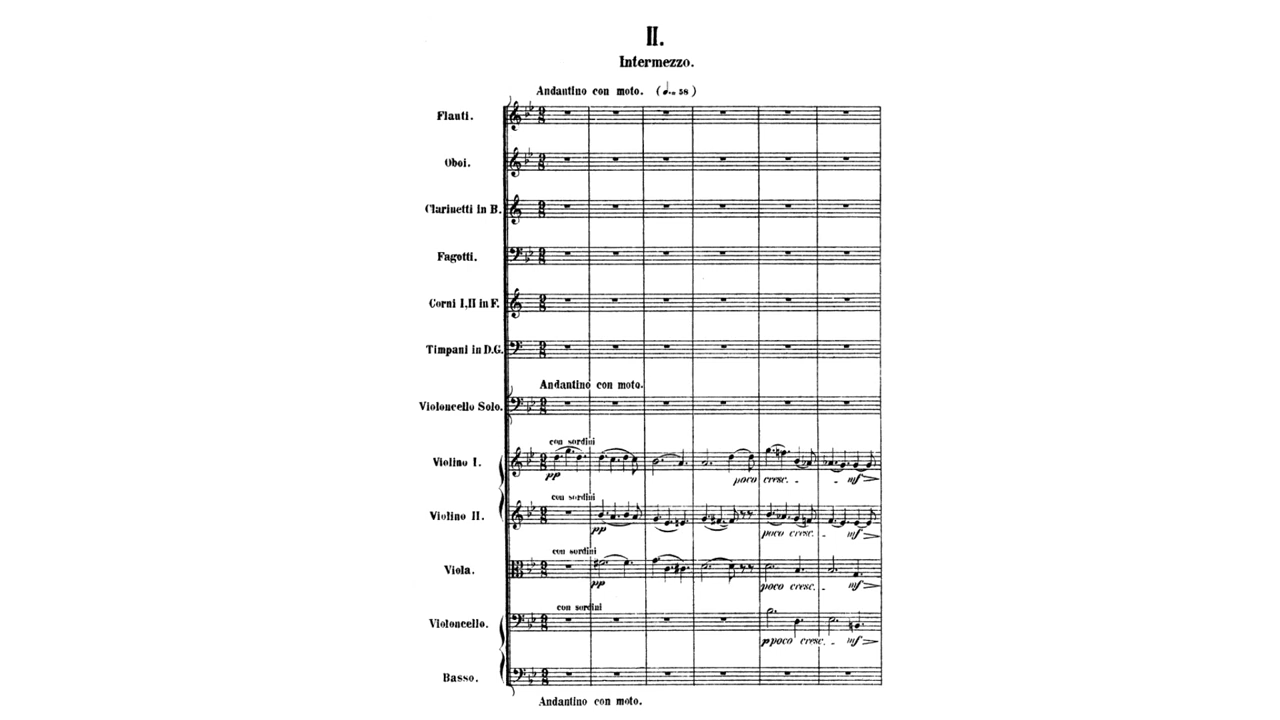 II.
Intermezzo.
Andantino con moto. (♩.= 58)
Flauti.
Oboi.
Clarinetti in B.
Fagotti.
Corni I,II in F.
Timpani in D.G.
Andantino con moto.
Violoncello Solo.
con sordini
Violino I.
pp poco cresc. - - mf
con sordini
Violino II.
pp poco cresc. - mf
con sordini
Viola.
pp poco cresc. - mf
con sordini
Violoncello.
p poco cresc. - mf
Basso.
Andantino con moto.